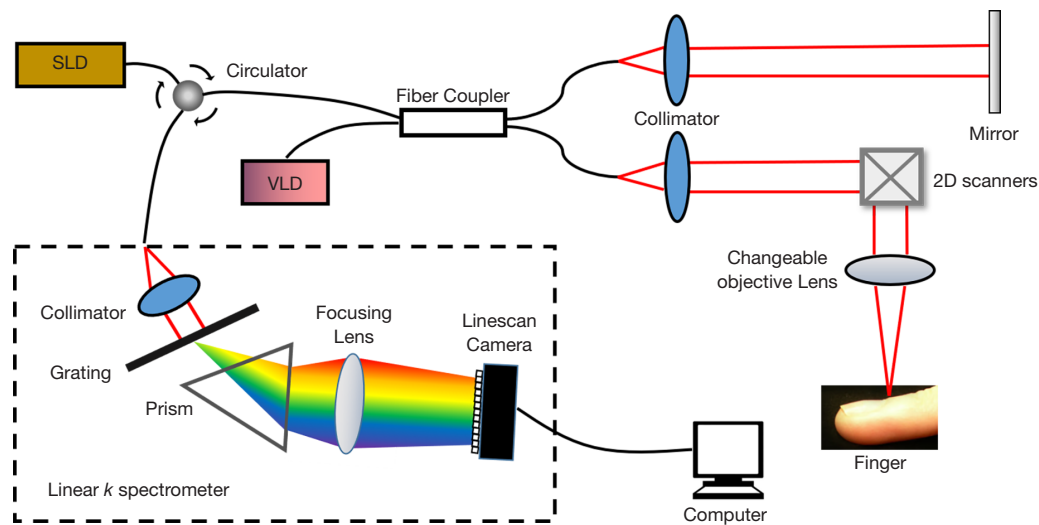 SLD
Circulator
Fiber Coupler
VLD
Collimator
Mirror
2D scanners
Changeable
objective Lens
Finger
Collimator
Grating
Prism
Focusing
Lens
Linescan
Camera
Linear k spectrometer
Computer